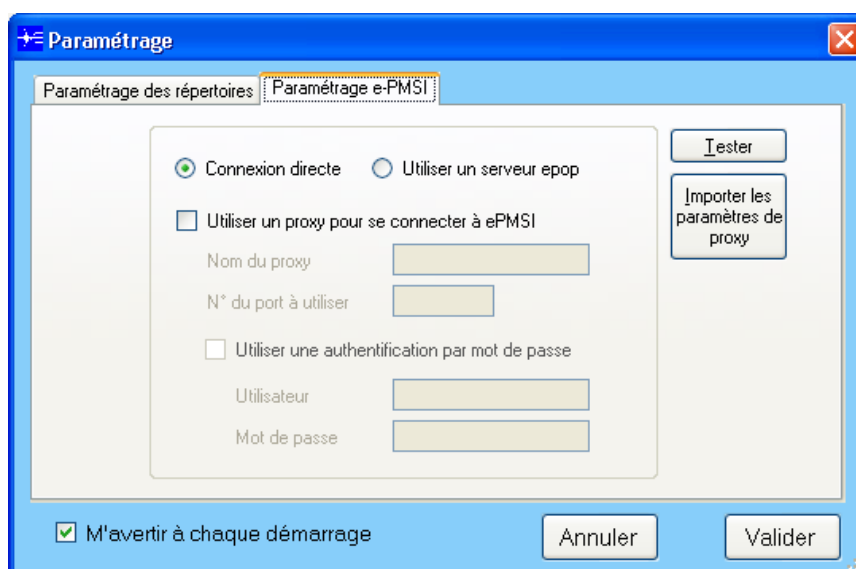 Paramétrage
Paramétrage des répertoires
Paramétrage e-PMSI
Connexion directe
Utiliser un serveur epop
Tester
Utiliser un proxy pour se connecter à ePMSI
Importer les
paramètres de
proxy
Nom du proxy
N° du port à utiliser
Utiliser une authentification par mot de passe
Utilisateur
Mot de passe
M'avertir à chaque démarrage
Annuler
Valider